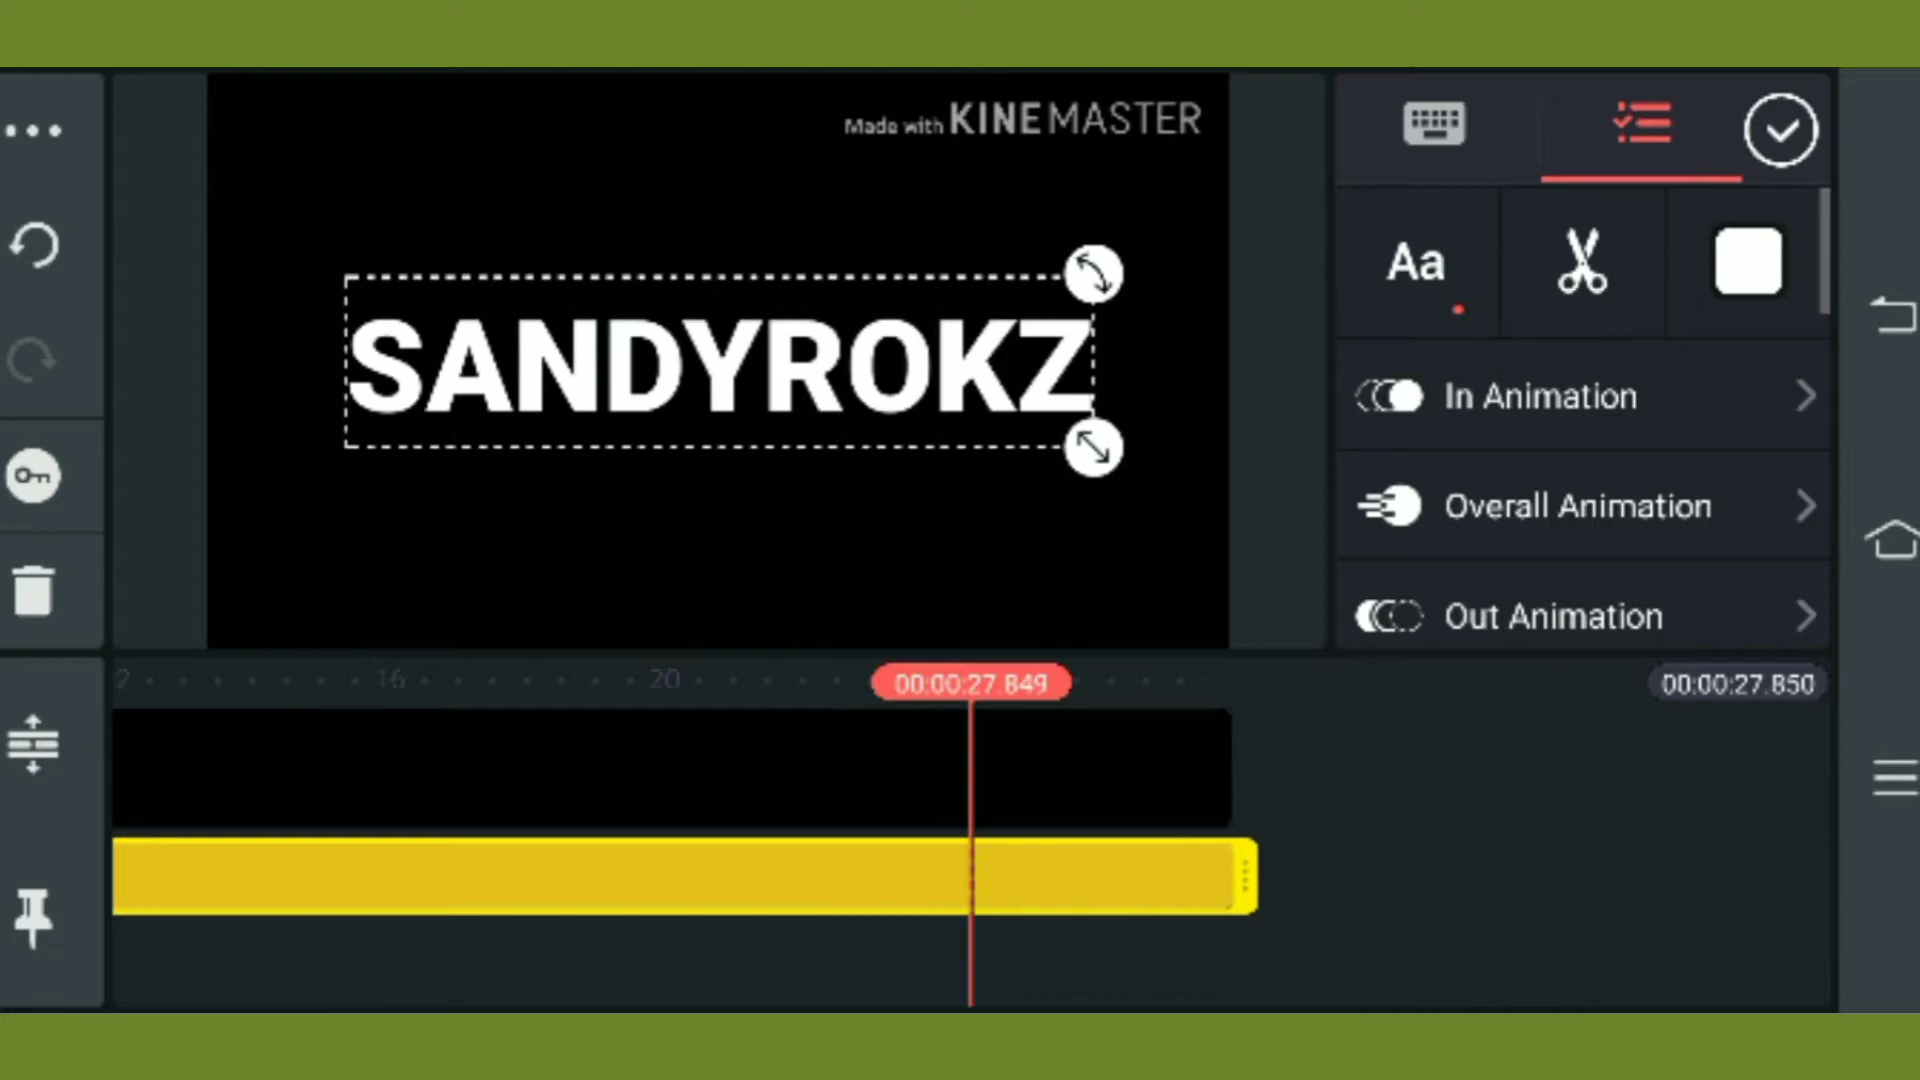 Made with KINEMASTER
SANDYROKZ
Aa
In Animation
Overall Animation
Out Animation
2
16
20
00:00:27.849
00:00:27.850